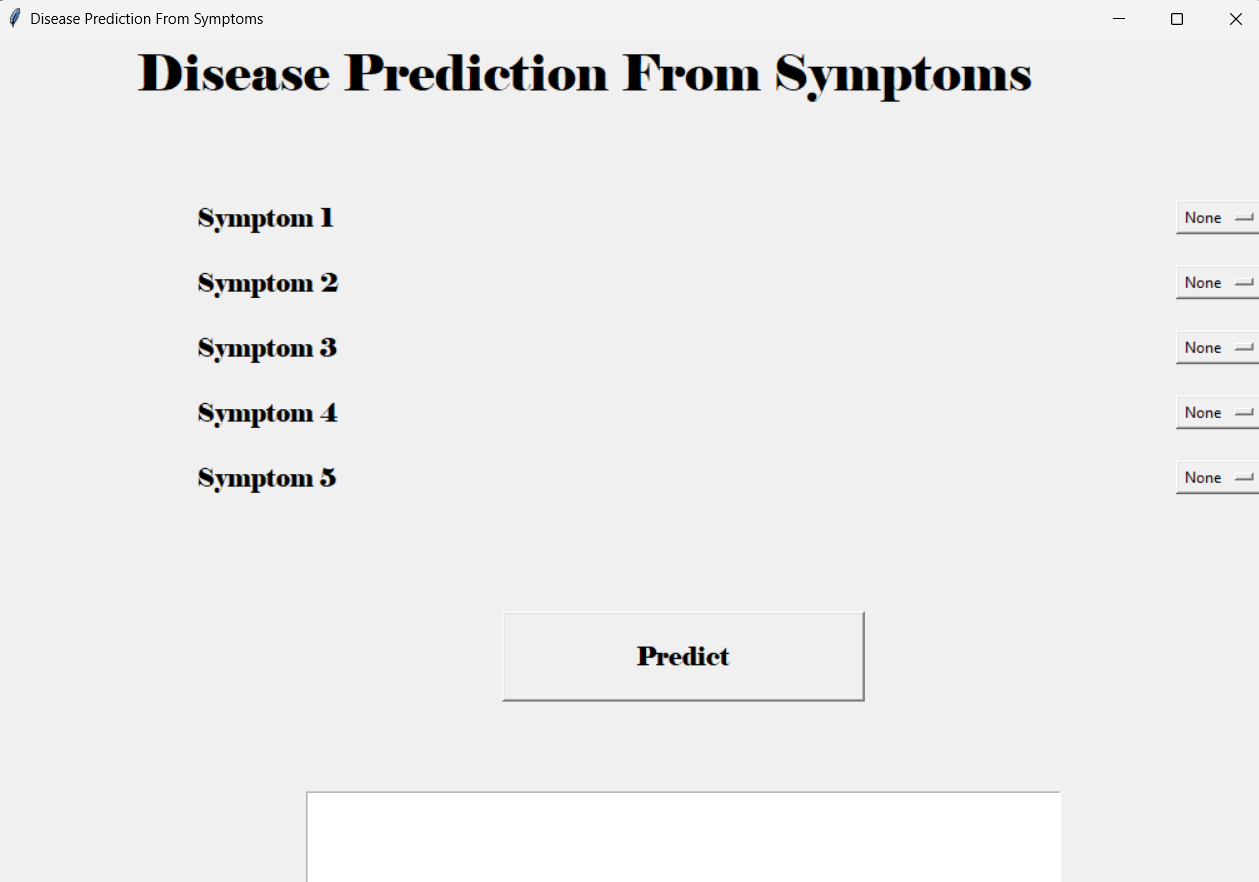 Disease Prediction From Symptoms
Disease Prediction From Symptoms
Symptom 1 None
Symptom 2 None
Symptom 3 None
Symptom 4 None
Symptom 5 None
Predict